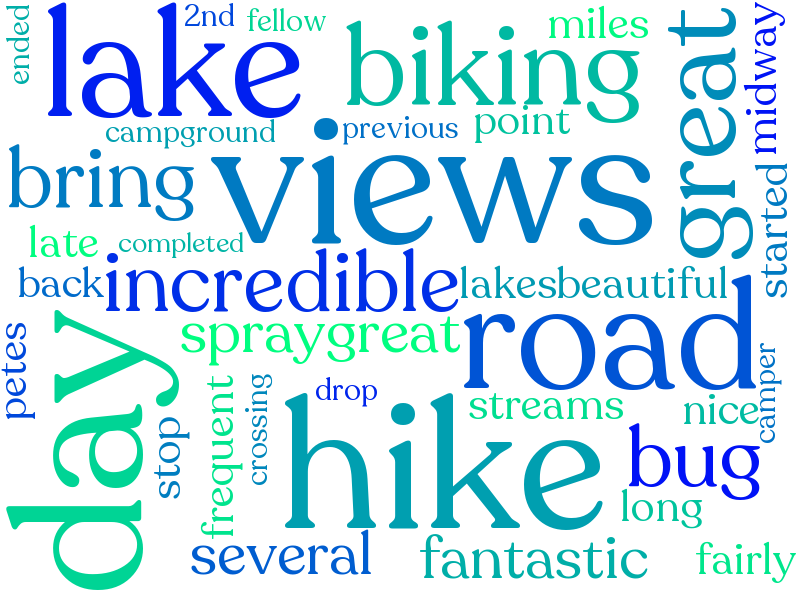 ended
lake
2nd
fellow
biking
miles
great
midway
campground
previous
point
bring
views
started
late
completed
back
incredible
lakesbeautiful
spraygreat
road
day
petes
stop
frequent
crossing
drop
hike
streams
nice
camper
bug
long
several
fantastic
fairly